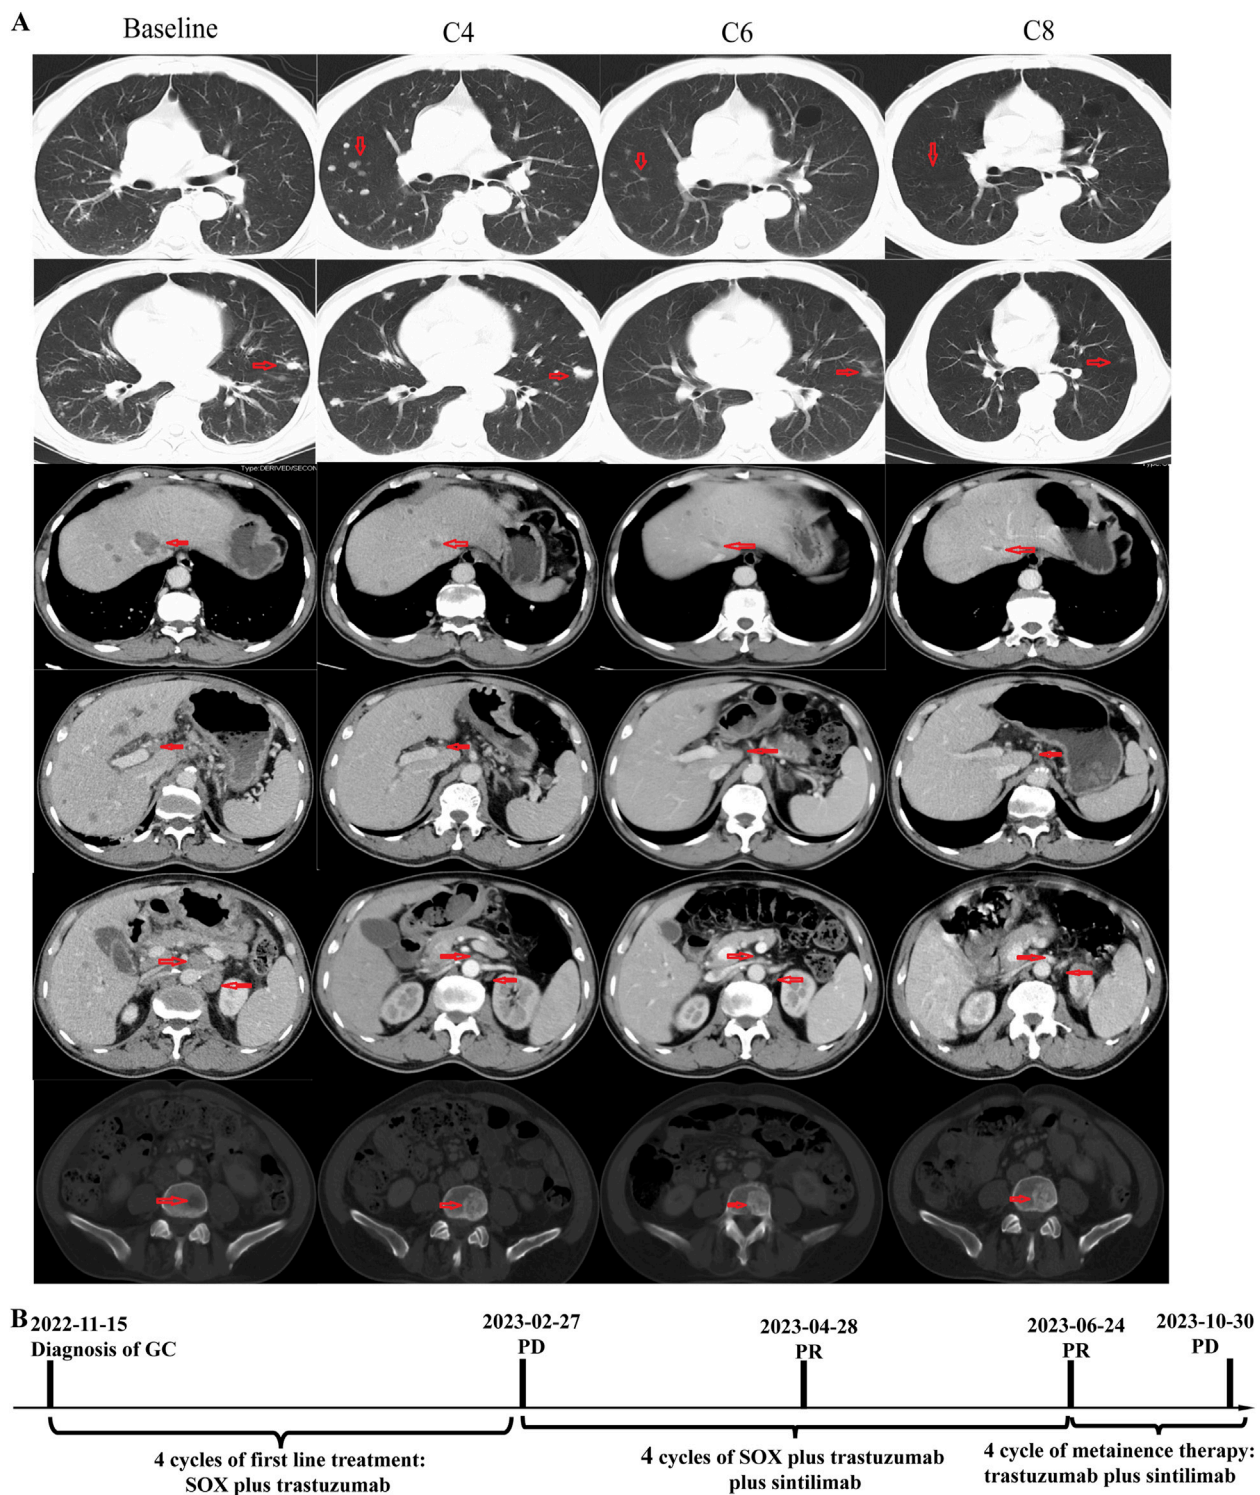 A
Baseline
C4
C6
C8
Type:DERIVED/SECON
B
2022-11-15
Diagnosis of GC
2023-02-27
PD
2023-04-28
PR
2023-06-24
PR
2023-10-30
PD
4 cycles of first line treatment:
SOX plus trastuzumab
4 cycles of SOX plus trastuzumab
plus sintilimab
4 cycle of metainence therapy:
trastuzumab plus sintilimab